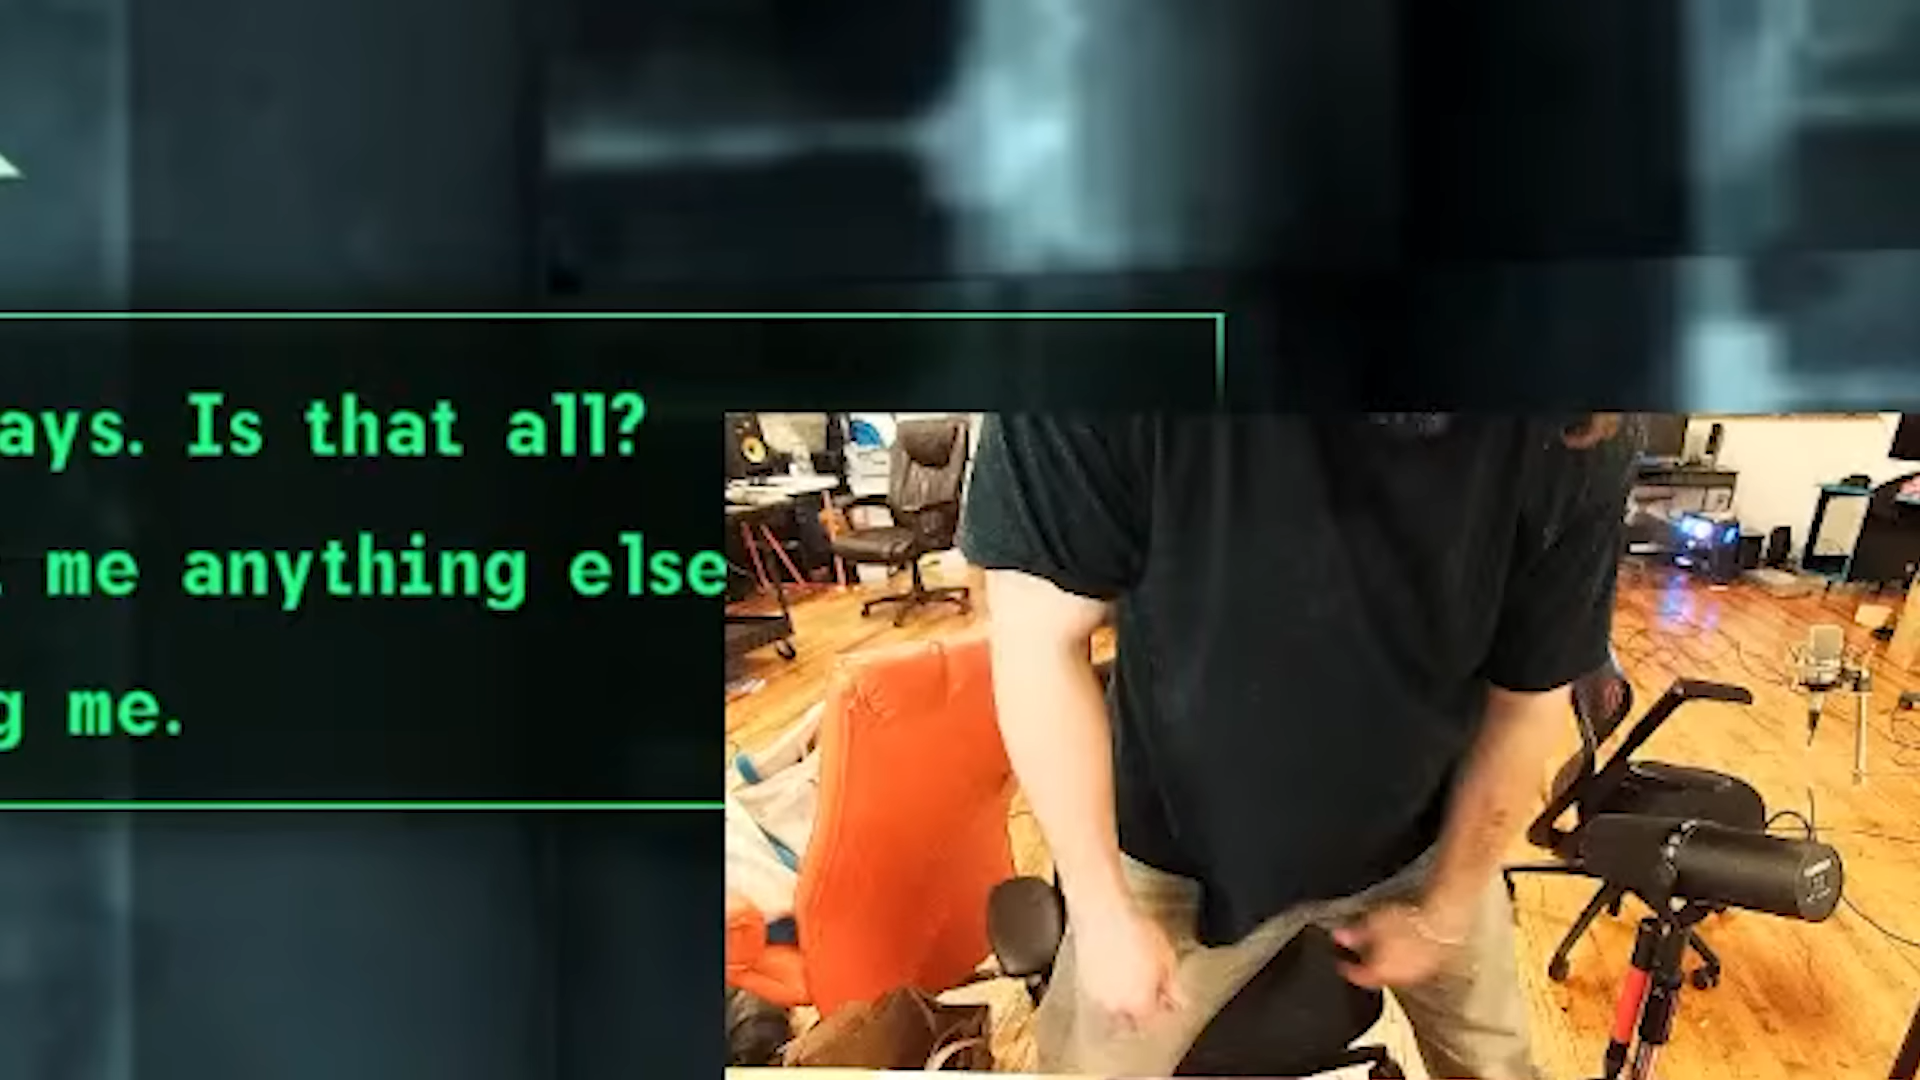 ays. Is that all?
me anything else
g me.